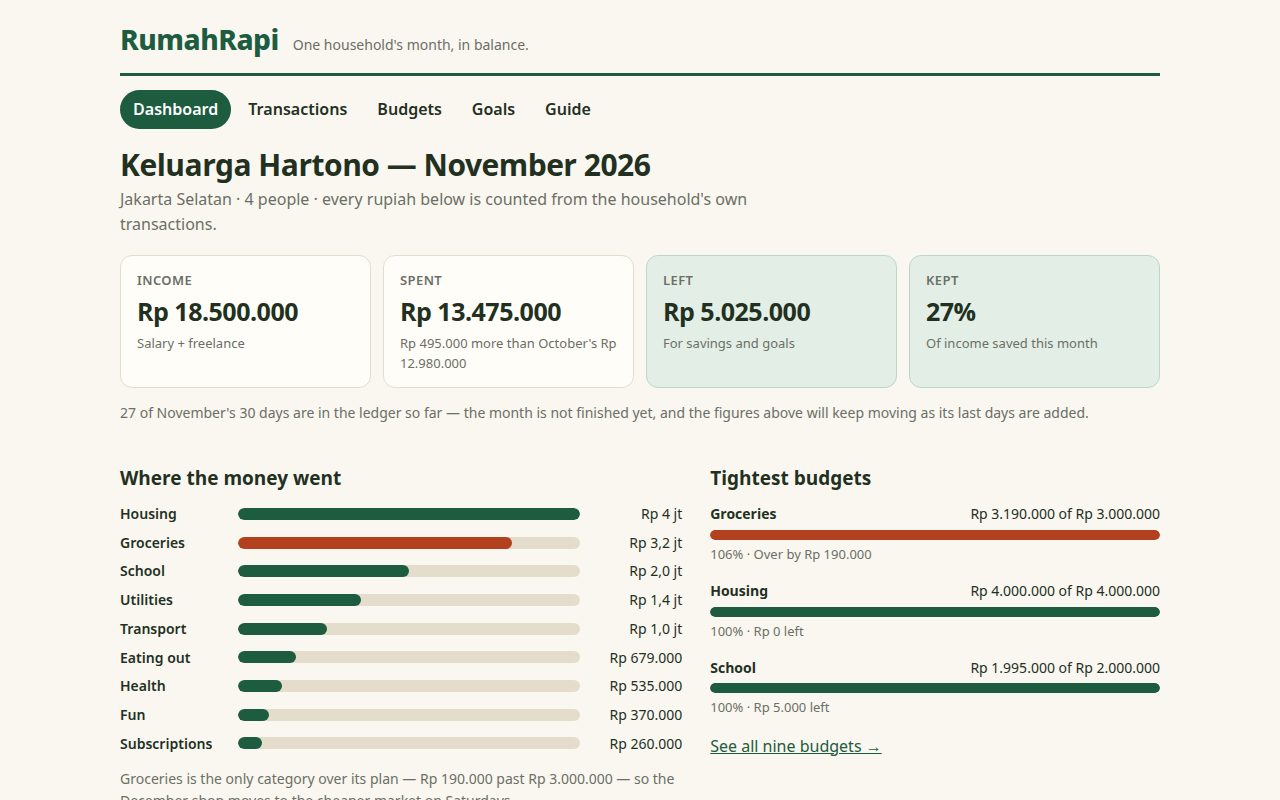 RumahRapi One household's month, in balance.
Dashboard Transactions Budgets Goals Guide
Keluarga Hartono — November 2026
Jakarta Selatan · 4 people · every rupiah below is counted from the household's own
transactions.
INCOME
Rp 18.500.000
Salary + freelance
SPENT
Rp 13.475.000
Rp 495.000 more than October's Rp
12.980.000
LEFT
Rp 5.025.000
For savings and goals
KEPT
27%
Of income saved this month
27 of November's 30 days are in the ledger so far — the month is not finished yet, and the figures above will keep moving as its last days are added.
Where the money went
Housing Rp 4 jt
Groceries Rp 3,2 jt
School Rp 2,0 jt
Utilities Rp 1,4 jt
Transport Rp 1,0 jt
Eating out Rp 679.000
Health Rp 535.000
Fun Rp 370.000
Subscriptions Rp 260.000
Groceries is the only category over its plan — Rp 190.000 past Rp 3.000.000 — so the
December shop moves to the cheaper market on Saturdays.
Tightest budgets
Groceries Rp 3.190.000 of Rp 3.000.000
106% · Over by Rp 190.000
Housing Rp 4.000.000 of Rp 4.000.000
100% · Rp 0 left
School Rp 1.995.000 of Rp 2.000.000
100% · Rp 5.000 left
See all nine budgets →